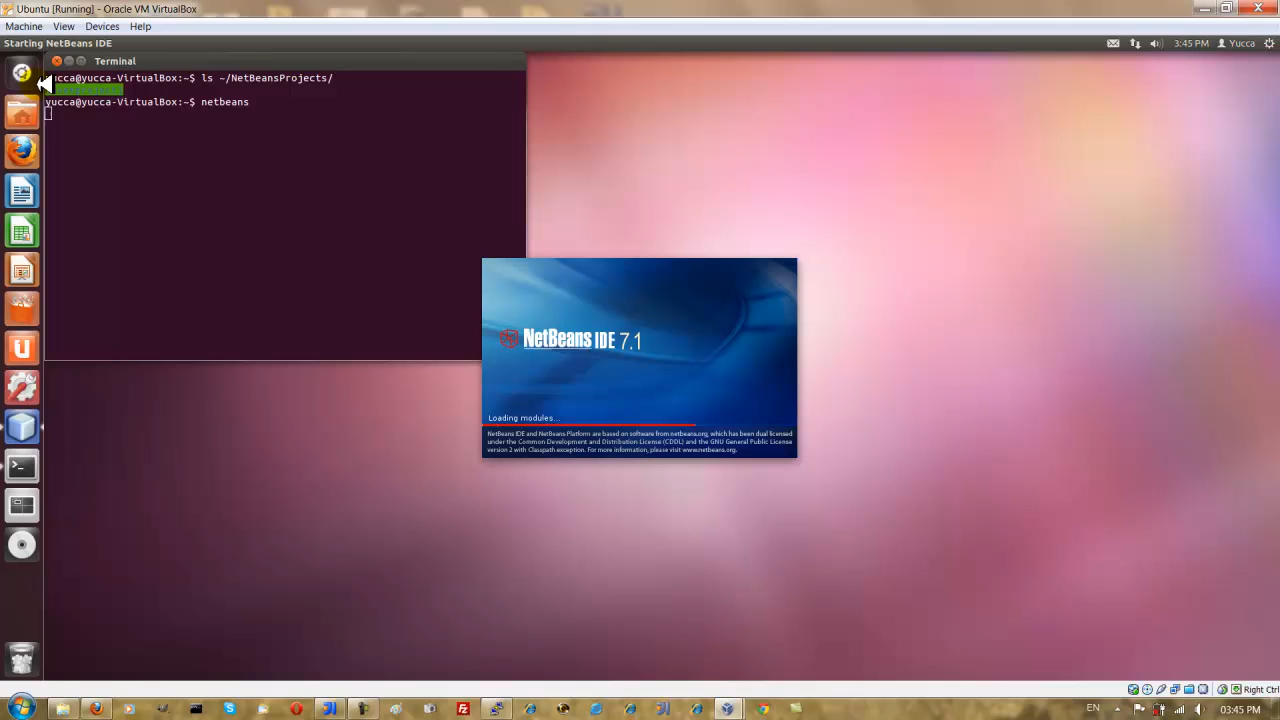 Ubuntu [Running] - Oracle VM VirtualBox
Machine View Devices Help
Starting NetBeans IDE
3:45 PM Yucca
Terminal
yucca@yucca-VirtualBox:~$ ls ~/NetBeansProjects/
yucca@yucca-VirtualBox:~$ netbeans
NetBeans IDE 7.1
Loading modules...
NetBeans IDE and NetBeans Platform are based on software from netbeans.org, which has been dual licensed
under the Common Development and Distribution License (CDDL) and the GNU General Public License
version 2 with Classpath exception. For more information, please visit www.netbeans.org.
Right Ctrl
EN
03:45 PM